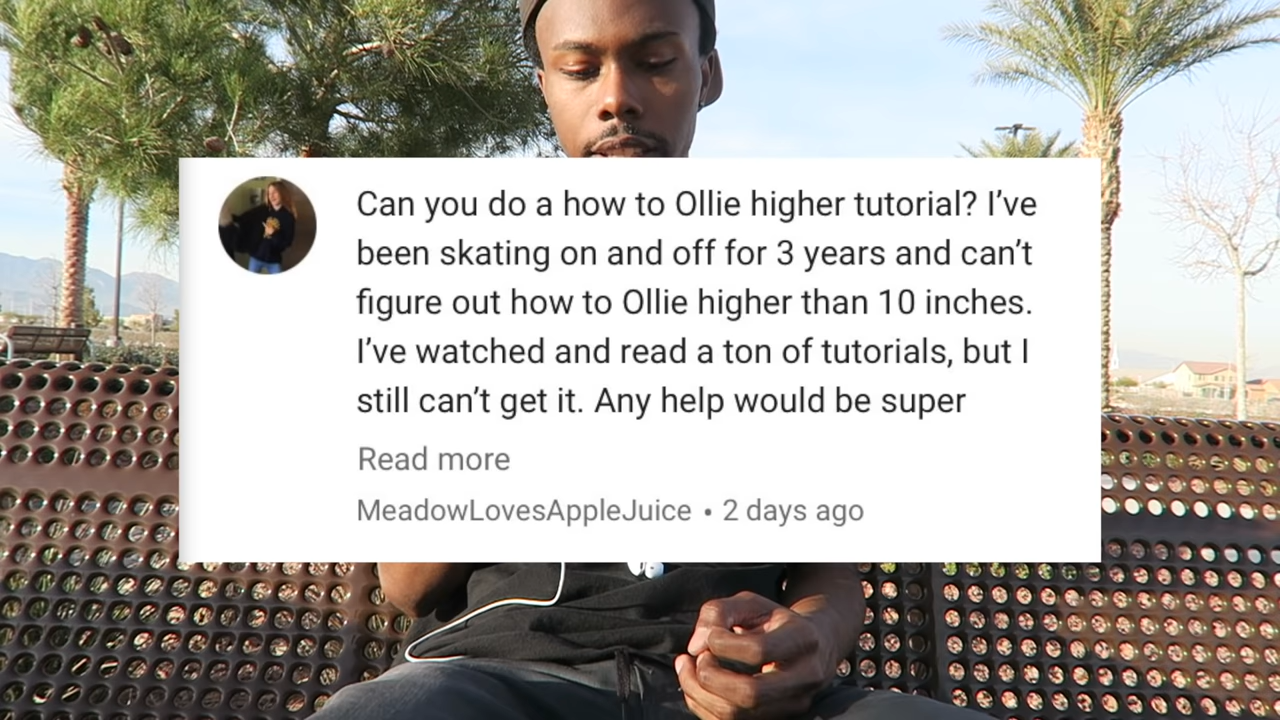 Can you do a how to Ollie higher tutorial? I’ve
been skating on and off for 3 years and can’t
figure out how to Ollie higher than 10 inches.
I’ve watched and read a ton of tutorials, but I
still can’t get it. Any help would be super
Read more
MeadowLovesAppleJuice • 2 days ago